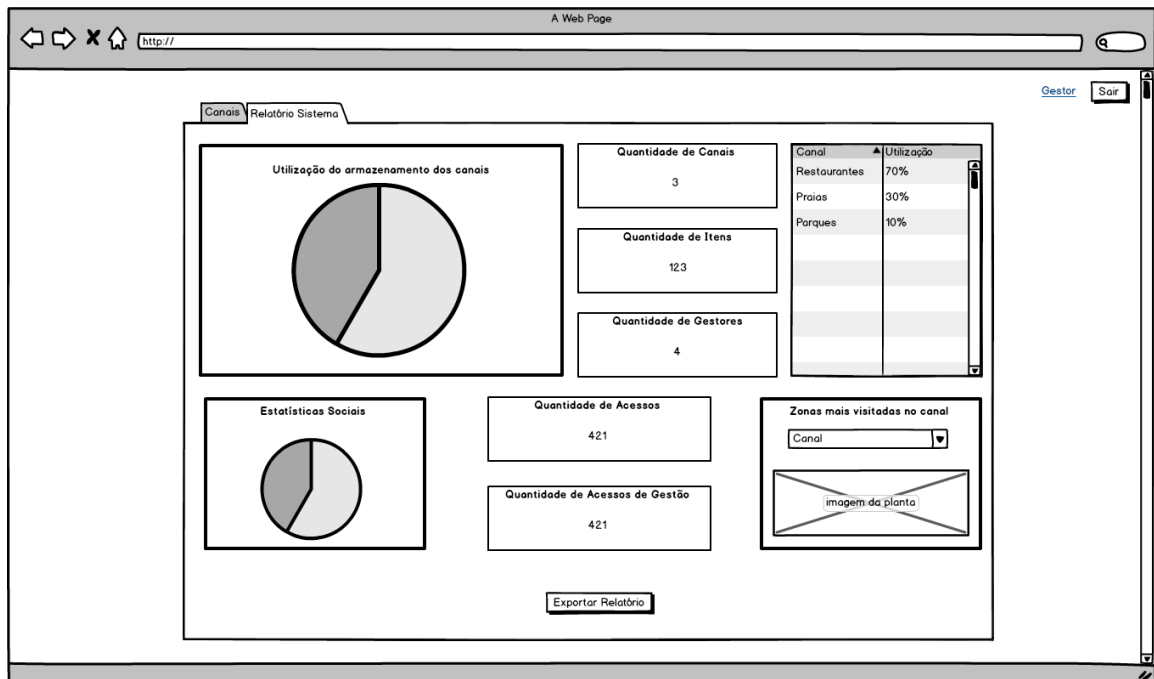 A Web Page
http://
Gestor
Sair
Canais
Relatório Sistema
Utilização do armazenamento dos canais
Quantidade de Canais
3
Quantidade de Itens
123
Quantidade de Gestores
4
Canal Utilização
Restaurantes 70%
Praias 30%
Parques 10%
Estatísticas Sociais
Quantidade de Acessos
421
Quantidade de Acessos de Gestão
421
Zonas mais visitadas no canal
Canal
imagem da planta
Exportar Relatório